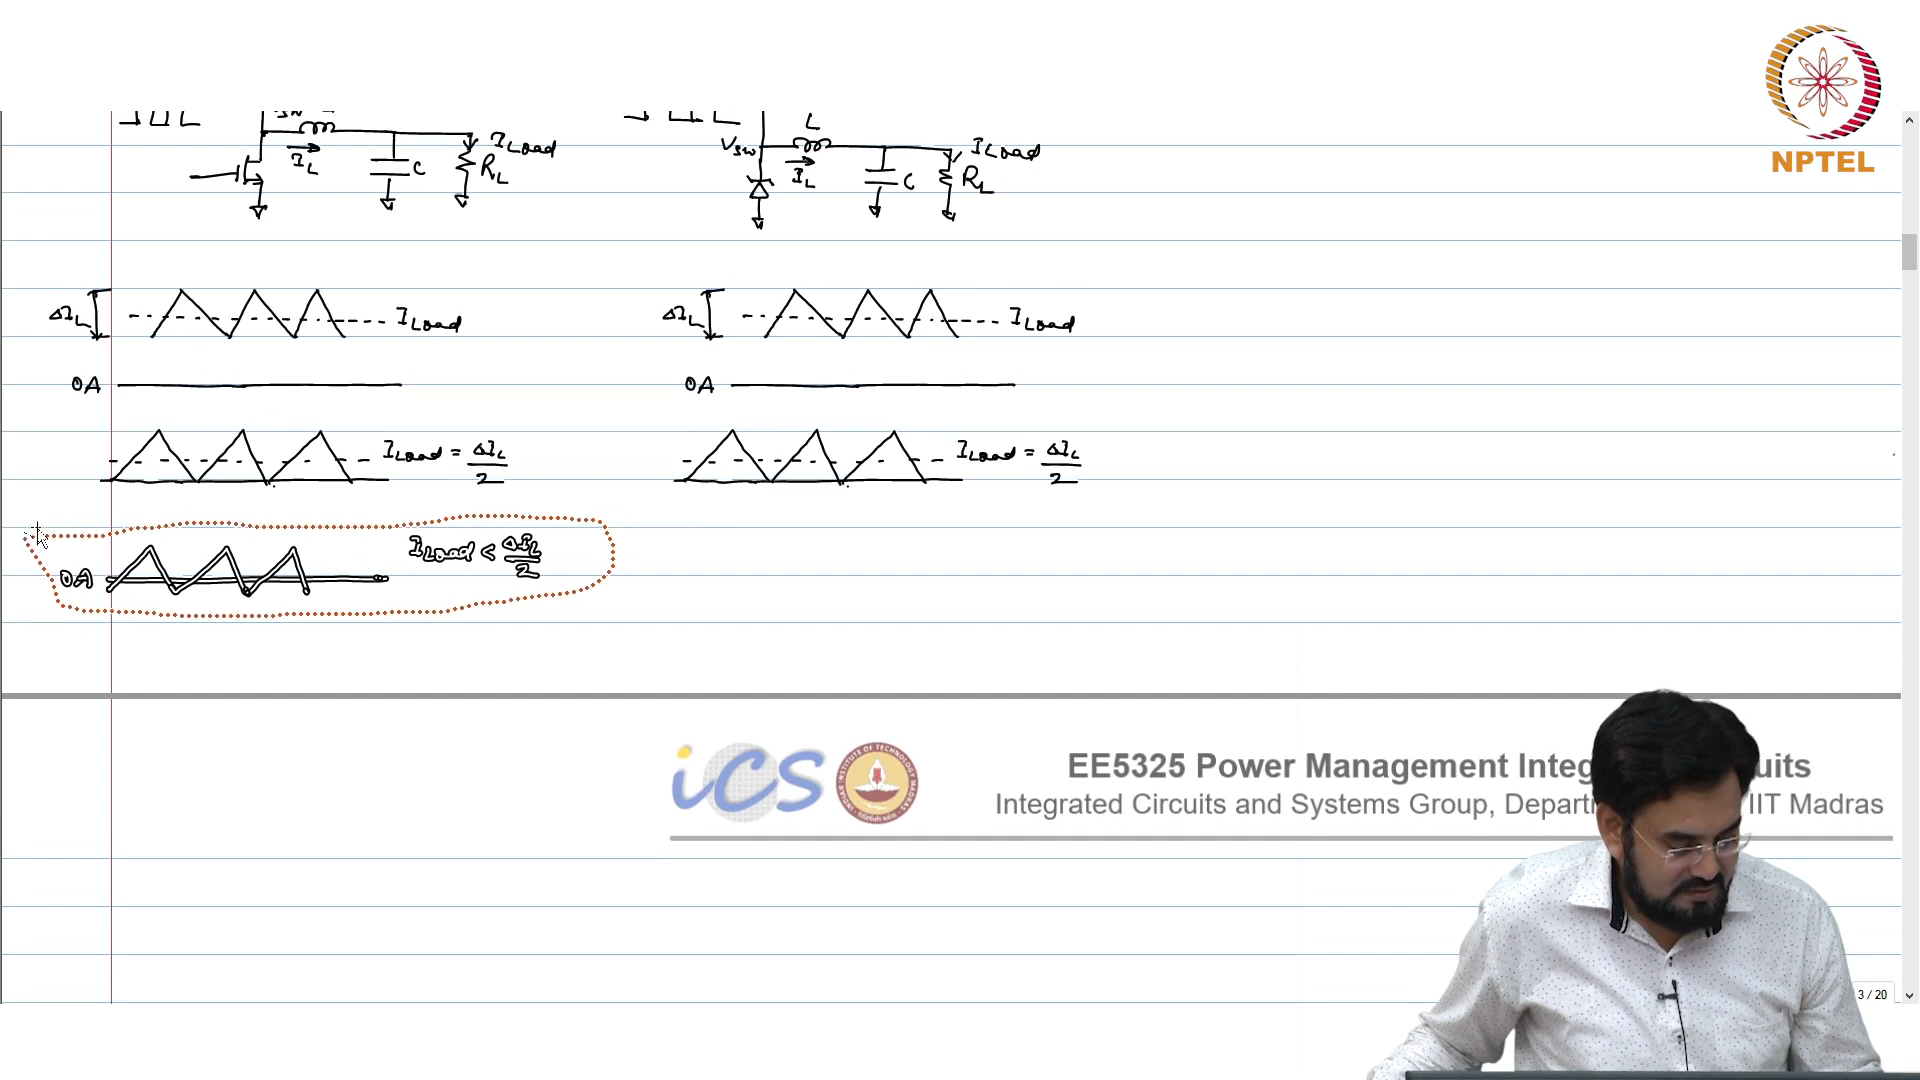 NPTEL
L
I_L
C
R_L
I_Load
V_SW
I_L
C
R_L
I_Load
ΔI_L
I_Load
ΔI_L
I_Load
0A
0A
I_Load = ΔI_L/2
I_Load = ΔI_L/2
0A
I_Load < ΔI_L/2
iCS
EE5325 Power Management Integ
uits
Integrated Circuits and Systems Group, Depart
IIT Madras
3 / 20